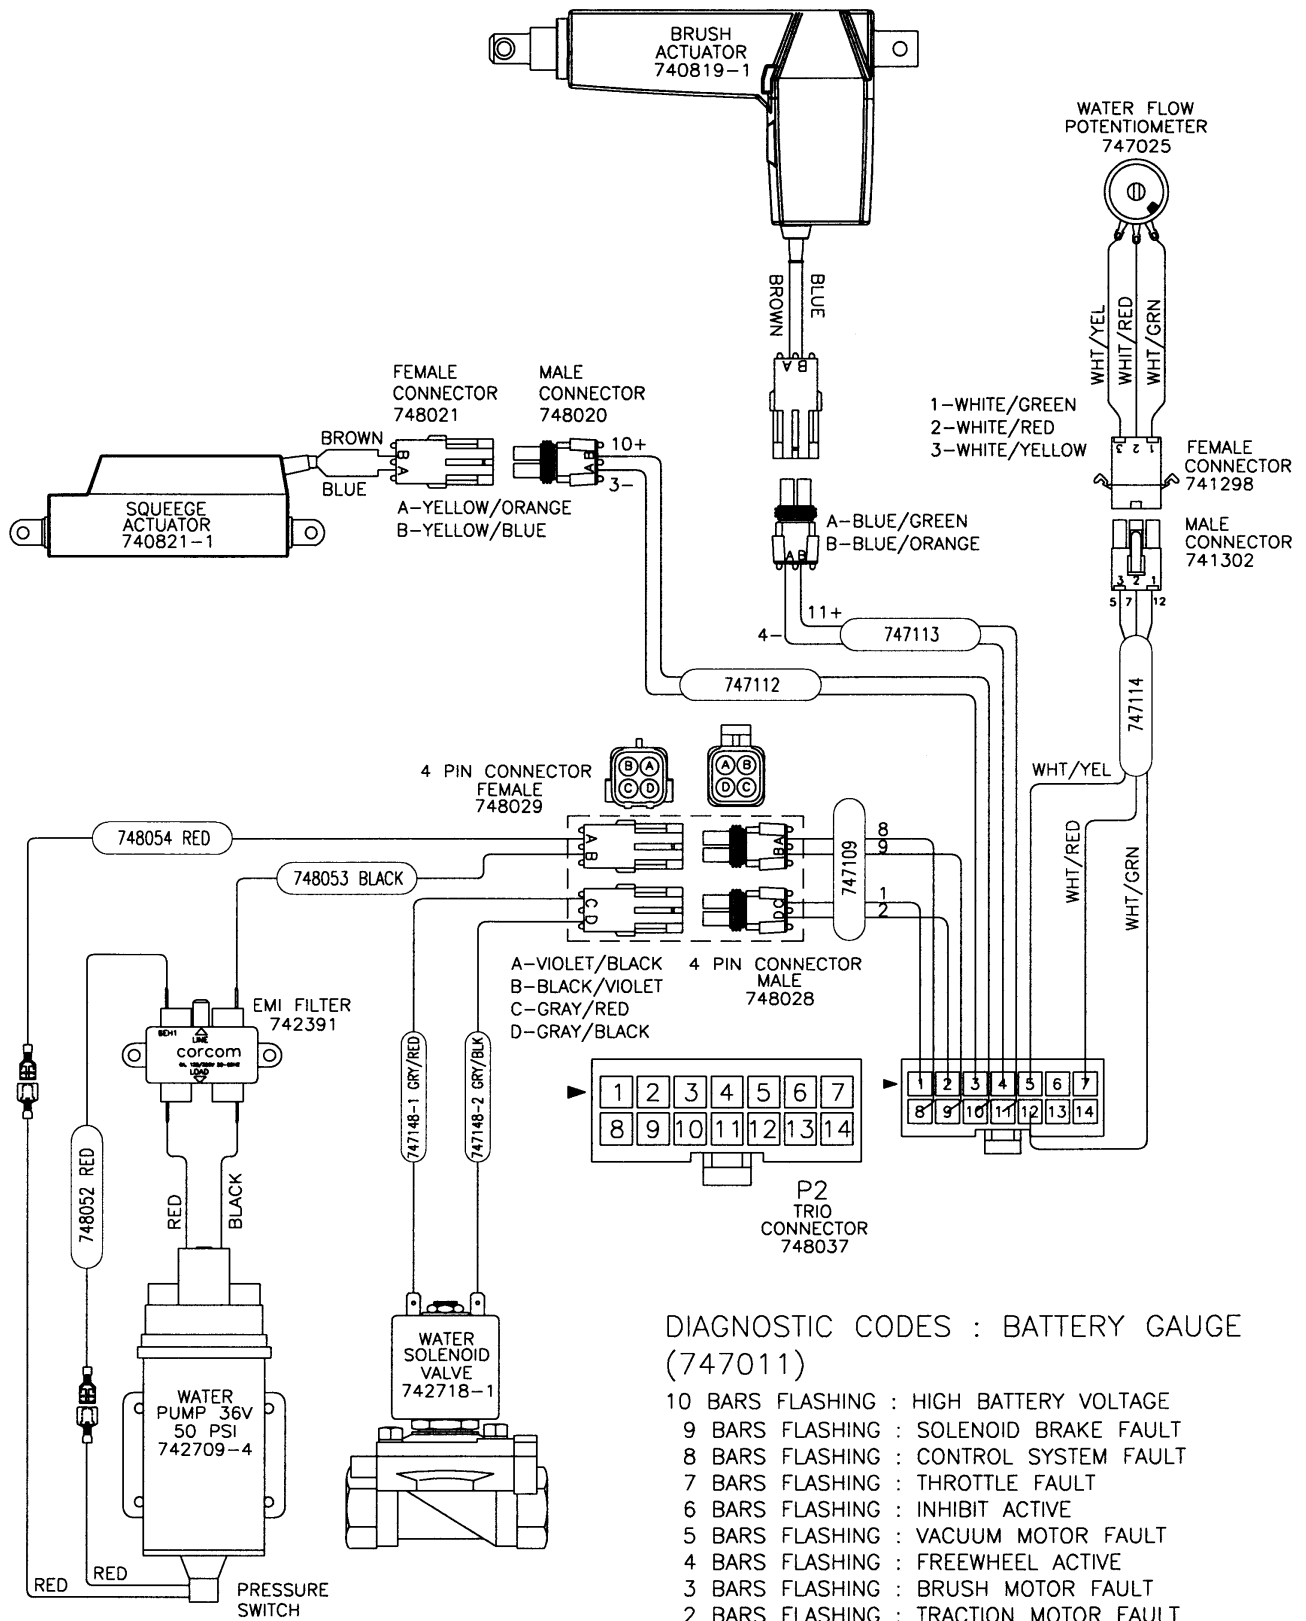 BRUSH
ACTUATOR
740819-1
WATER FLOW
POTENTIOMETER
747025
BROWN
BLUE
WHT/YEL
WHIT/RED
WHT/GRN
B A
FEMALE
CONNECTOR
748021
MALE
CONNECTOR
748020
1-WHITE/GREEN
2-WHITE/RED
3-WHITE/YELLOW
3 2 1
FEMALE
CONNECTOR
741298
BROWN
BLUE
B
A
B
A
10+
3-
A-YELLOW/ORANGE
B-YELLOW/BLUE
SQUEEGE
ACTUATOR
740821-1
A-BLUE/GREEN
B-BLUE/ORANGE
A B
MALE
CONNECTOR
741302
3 2 1
5 7 12
11+
4-
747113
747112
747114
4 PIN CONNECTOR
FEMALE
748029
B A
C D
A B
D C
WHT/YEL
WHT/RED
WHT/GRN
748054 RED
748053 BLACK
A
B
C
D
A
B
C
D
747109
8
9
1
2
A-VIOLET/BLACK
B-BLACK/VIOLET
C-GRAY/RED
D-GRAY/BLACK
4 PIN CONNECTOR
MALE
748028
EMI FILTER
742391
LINE
corcom
LOAD
748052 RED
RED
BLACK
747148-1 GRY/RED
747148-2 GRY/BLK
1 2 3 4 5 6 7
8 9 10 11 12 13 14
1 2 3 4 5 6 7
8 9 10 11 12 13 14
P2
TRIO
CONNECTOR
748037
WATER
SOLENOID
VALVE
742718-1
WATER
PUMP 36V
50 PSI
742709-4
RED
RED
PRESSURE
SWITCH
DIAGNOSTIC CODES : BATTERY GAUGE
(747011)
10 BARS FLASHING : HIGH BATTERY VOLTAGE
9 BARS FLASHING : SOLENOID BRAKE FAULT
8 BARS FLASHING : CONTROL SYSTEM FAULT
7 BARS FLASHING : THROTTLE FAULT
6 BARS FLASHING : INHIBIT ACTIVE
5 BARS FLASHING : VACUUM MOTOR FAULT
4 BARS FLASHING : FREEWHEEL ACTIVE
3 BARS FLASHING : BRUSH MOTOR FAULT
2 BARS FLASHING : TRACTION MOTOR FAULT